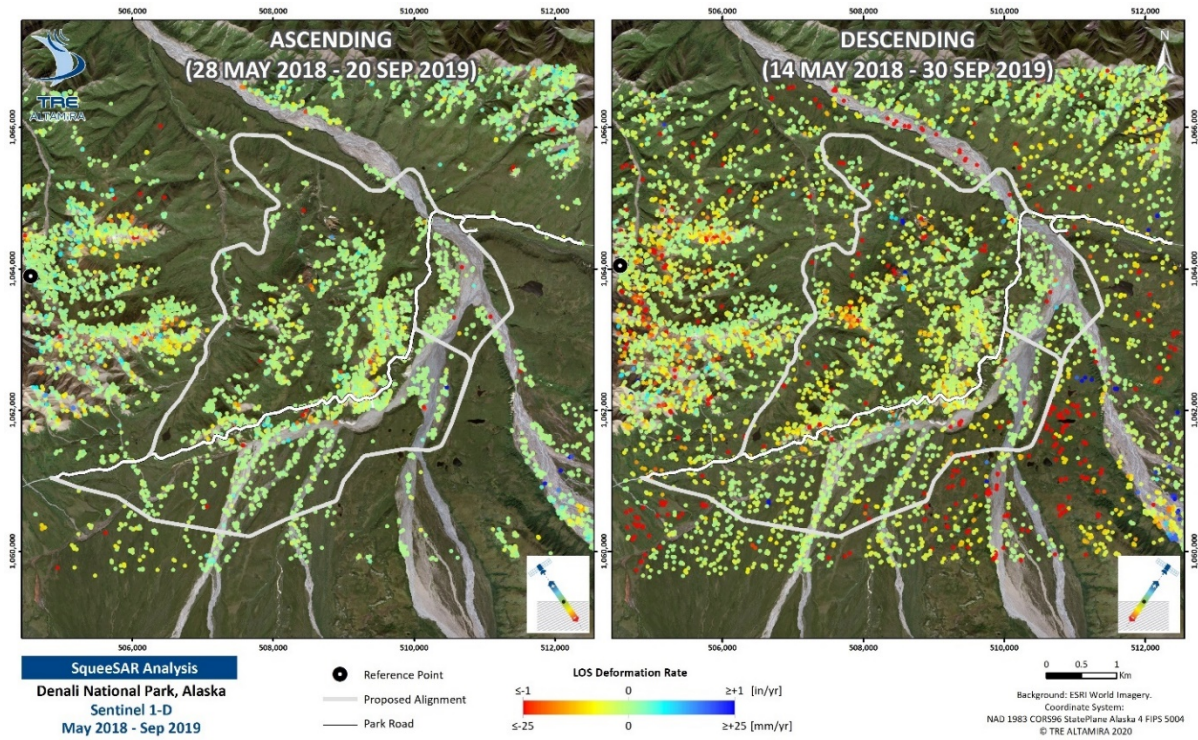 506,000 508,000 510,000 512,000 506,000 508,000 510,000 512,000
ASCENDING
(28 MAY 2018 - 20 SEP 2019)
DESCENDING
(14 MAY 2018 - 30 SEP 2019)
N
TRE
ALTAMIRA
1,066,000
1,064,000
1,062,000
1,060,000
1,066,000
1,064,000
1,062,000
1,060,000
506,000 508,000 510,000 512,000 506,000 508,000 510,000 512,000
SqueeSAR Analysis
Denali National Park, Alaska
Sentinel 1-D
May 2018 - Sep 2019
Reference Point
Proposed Alignment
Park Road
LOS Deformation Rate
≤-1 0 ≥+1 [in/yr]
≤-25 0 ≥+25 [mm/yr]
0 0.5 1
Km
Background: ESRI World Imagery.
Coordinate System:
NAD 1983 CORS96 StatePlane Alaska 4 FIPS 5004
© TRE ALTAMIRA 2020